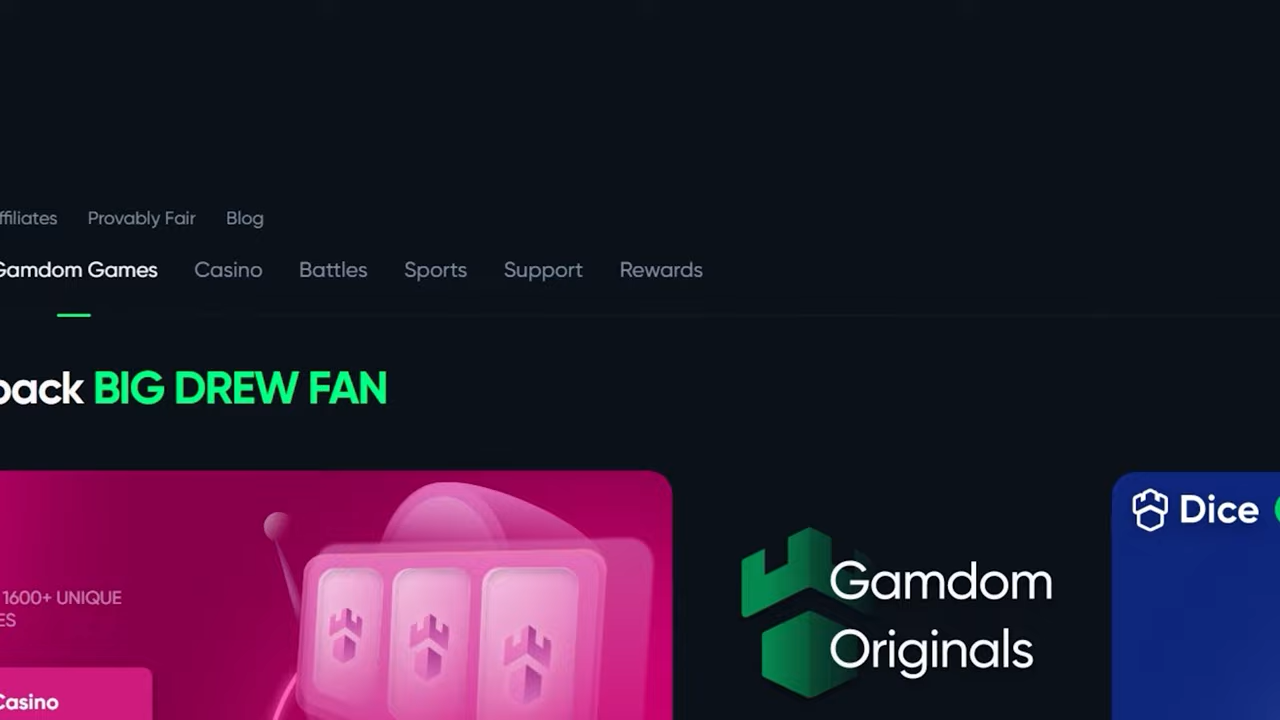 ffiliates Provably Fair Blog
Gamdom Games Casino Battles Sports Support Rewards
back BIG DREW FAN
Dice
1600+ UNIQUE
ES
Gamdom
Originals
Casino